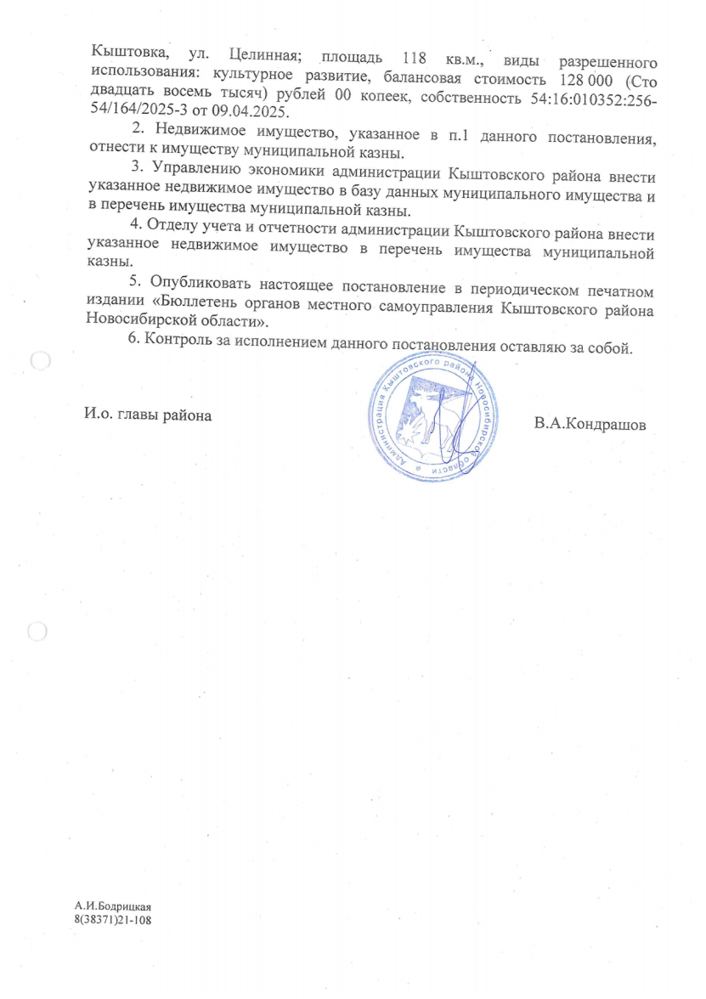 Кыштовка, ул. Целинная; площадь 118 кв.м., виды разрешенного
использования: культурное развитие, балансовая стоимость 128 000 (Сто
двадцать восемь тысяч) рублей 00 копеек, собственность 54:16:010352:256-
54/164/2025-3 от 09.04.2025.
2. Недвижимое имущество, указанное в п.1 данного постановления,
отнести к имуществу муниципальной казны.
3. Управлению экономики администрации Кыштовского района внести
указанное недвижимое имущество в базу данных муниципального имущества и
в перечень имущества муниципальной казны.
4. Отделу учета и отчетности администрации Кыштовского района внести
указанное недвижимое имущество в перечень имущества муниципальной
казны.
5. Опубликовать настоящее постановление в периодическом печатном
издании «Бюллетень органов местного самоуправления Кыштовского района
Новосибирской области».
6. Контроль за исполнением данного постановления оставляю за собой.
Администрация Кыштовского района Новосибирской области
И.о. главы района
В.А.Кондрашов
А.И.Бодрицкая
8(38371)21-108